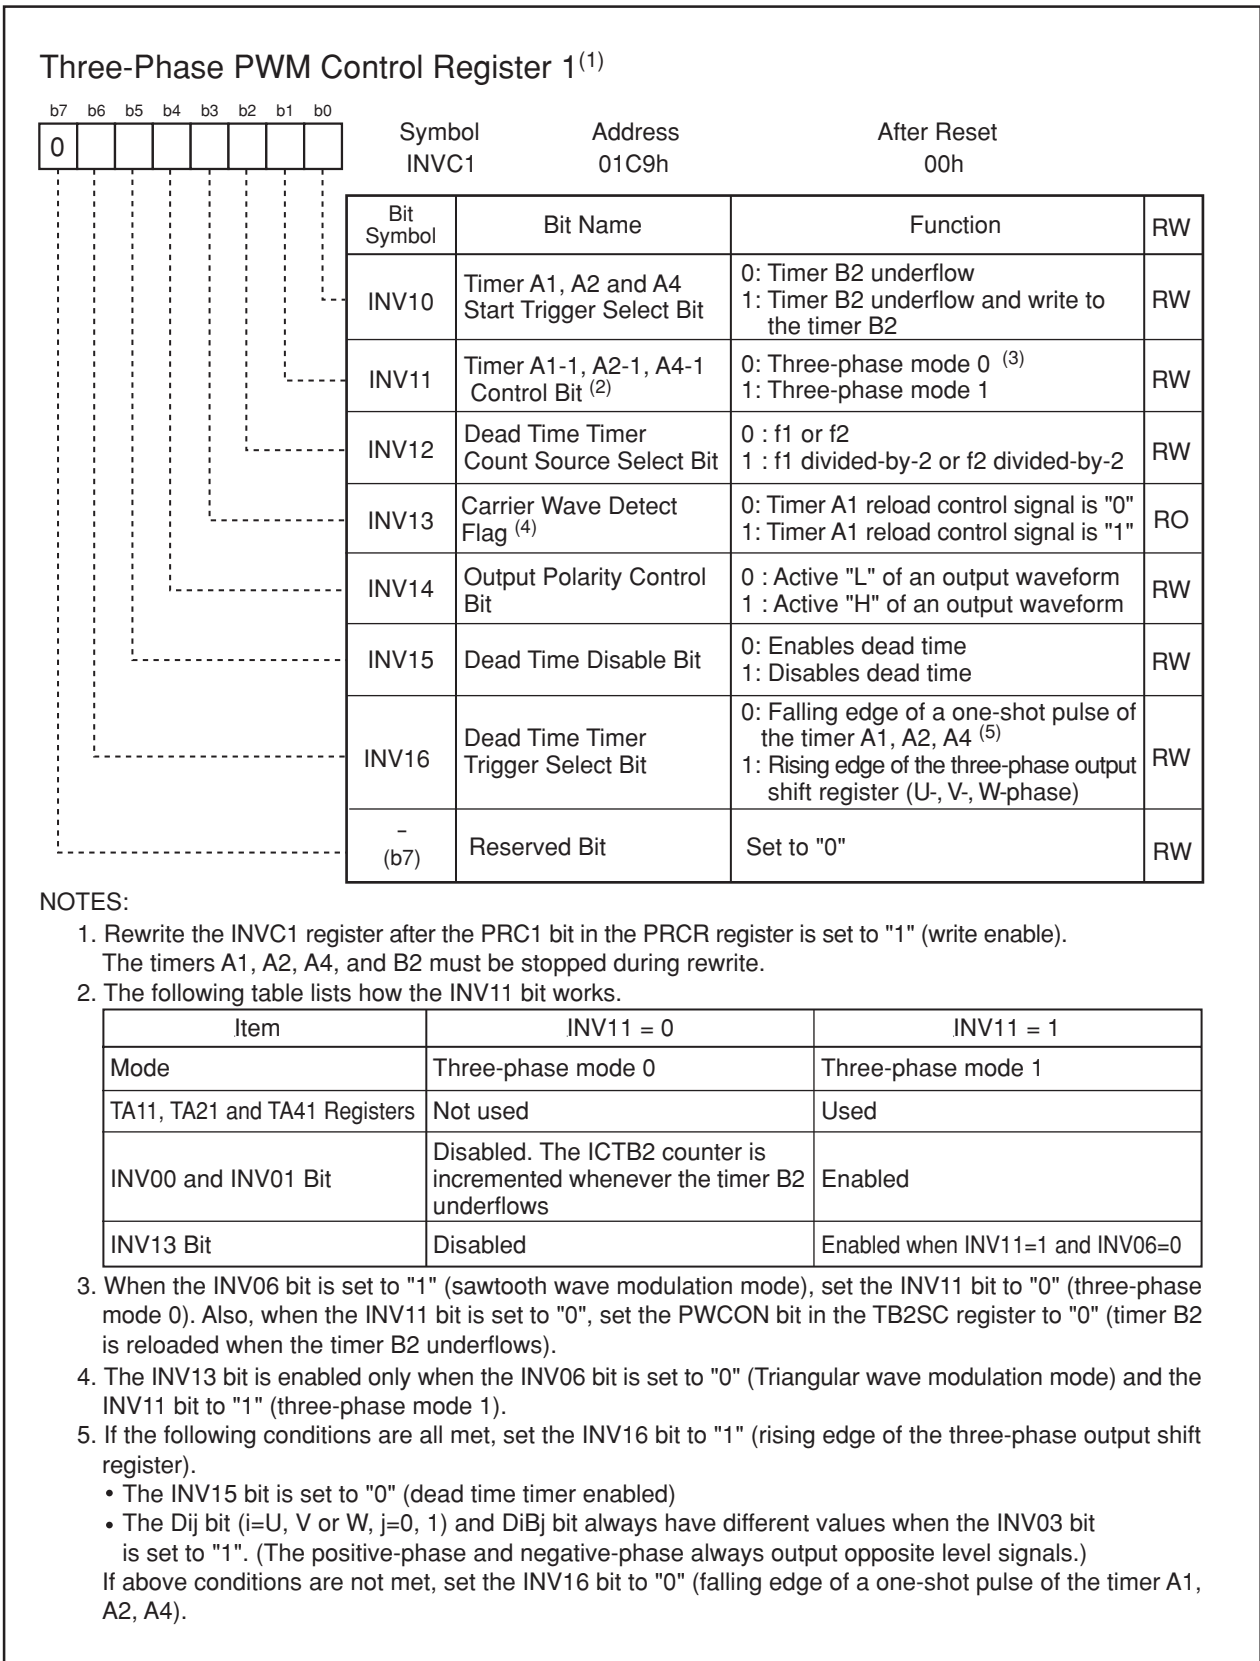 Three-Phase PWM Control Register 1(1)
b7 b6 b5 b4 b3 b2 b1 b0
0
Symbol Address After Reset
INVC1 01C9h 00h
Bit Symbol Bit Name Function RW
INV10 Timer A1, A2 and A4 Start Trigger Select Bit 0: Timer B2 underflow 1: Timer B2 underflow and write to the timer B2 RW
INV11 Timer A1-1, A2-1, A4-1 Control Bit (2) 0: Three-phase mode 0 (3) 1: Three-phase mode 1 RW
INV12 Dead Time Timer Count Source Select Bit 0 : f1 or f2 1 : f1 divided-by-2 or f2 divided-by-2 RW
INV13 Carrier Wave Detect Flag (4) 0: Timer A1 reload control signal is "0" 1: Timer A1 reload control signal is "1" RO
INV14 Output Polarity Control Bit 0 : Active "L" of an output waveform 1 : Active "H" of an output waveform RW
INV15 Dead Time Disable Bit 0: Enables dead time 1: Disables dead time RW
INV16 Dead Time Timer Trigger Select Bit 0: Falling edge of a one-shot pulse of the timer A1, A2, A4 (5) 1: Rising edge of the three-phase output shift register (U-, V-, W-phase) RW
– (b7) Reserved Bit Set to "0" RW
NOTES:
1. Rewrite the INVC1 register after the PRC1 bit in the PRCR register is set to "1" (write enable).
The timers A1, A2, A4, and B2 must be stopped during rewrite.
2. The following table lists how the INV11 bit works.
Item INV11 = 0 INV11 = 1
Mode Three-phase mode 0 Three-phase mode 1
TA11, TA21 and TA41 Registers Not used Used
INV00 and INV01 Bit Disabled. The ICTB2 counter is incremented whenever the timer B2 underflows Enabled
INV13 Bit Disabled Enabled when INV11=1 and INV06=0
3. When the INV06 bit is set to "1" (sawtooth wave modulation mode), set the INV11 bit to "0" (three-phase
mode 0). Also, when the INV11 bit is set to "0", set the PWCON bit in the TB2SC register to "0" (timer B2
is reloaded when the timer B2 underflows).
4. The INV13 bit is enabled only when the INV06 bit is set to "0" (Triangular wave modulation mode) and the
INV11 bit to "1" (three-phase mode 1).
5. If the following conditions are all met, set the INV16 bit to "1" (rising edge of the three-phase output shift
register).
• The INV15 bit is set to "0" (dead time timer enabled)
• The Dij bit (i=U, V or W, j=0, 1) and DiBj bit always have different values when the INV03 bit
is set to "1". (The positive-phase and negative-phase always output opposite level signals.)
If above conditions are not met, set the INV16 bit to "0" (falling edge of a one-shot pulse of the timer A1,
A2, A4).